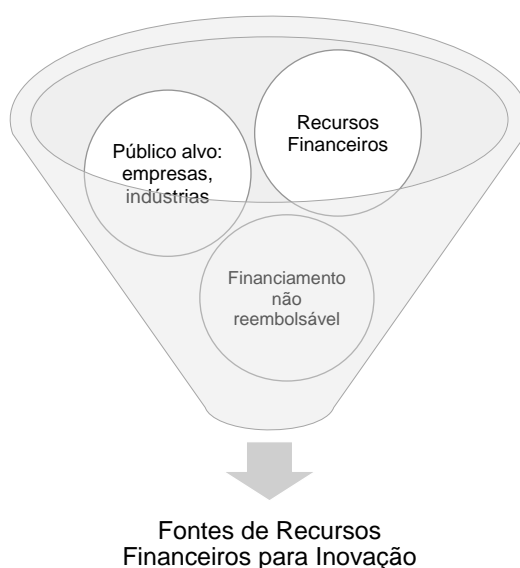 Público alvo:
empresas,
indústrias
Recursos
Financeiros
Financiamento
não
reembolsável
Fontes de Recursos
Financeiros para Inovação